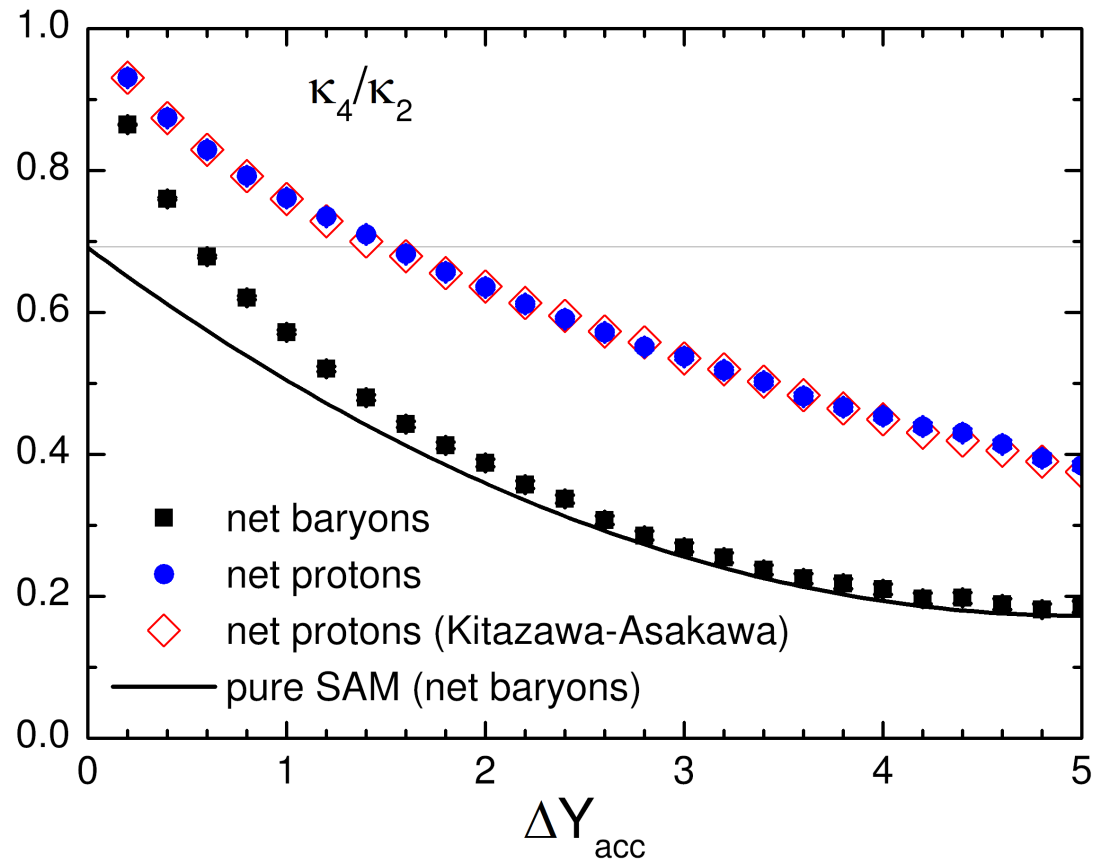 κ4/κ2
1.0
0.8
0.6
0.4
0.2
0.0
net baryons
net protons
net protons (Kitazawa-Asakawa)
pure SAM (net baryons)
0 1 2 3 4 5
ΔYacc